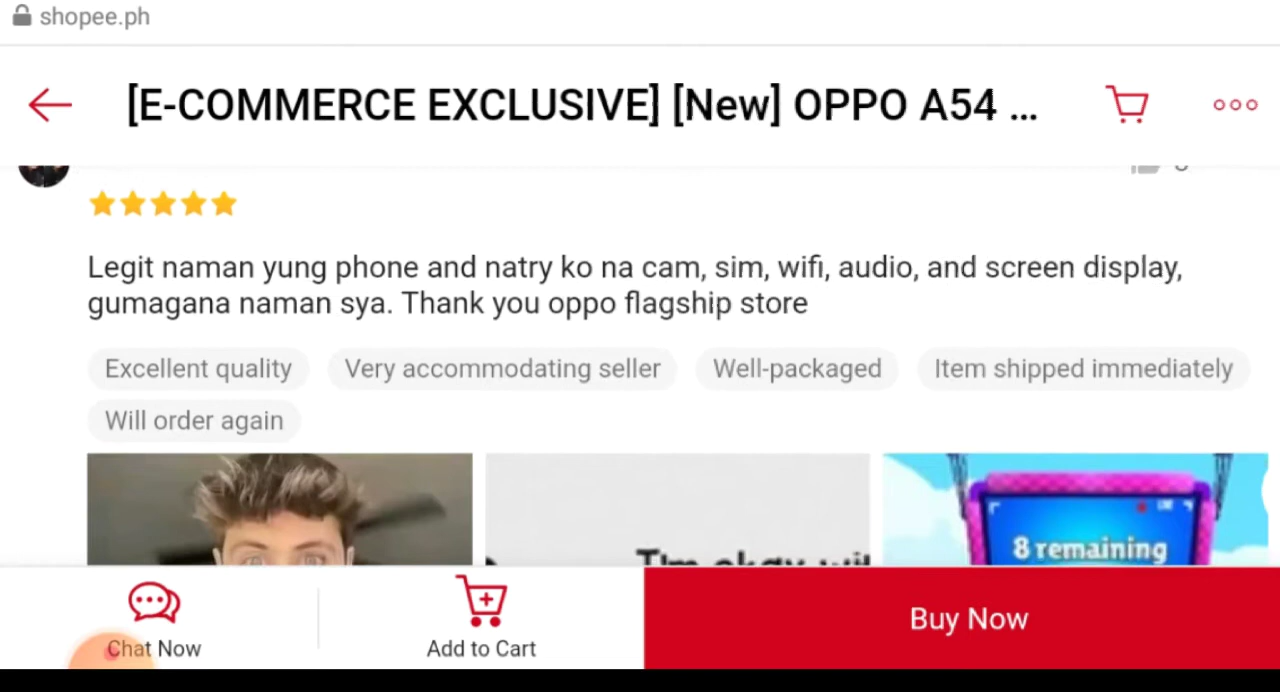 shopee.ph
[E-COMMERCE EXCLUSIVE] [New] OPPO A54 ...
Legit naman yung phone and natry ko na cam, sim, wifi, audio, and screen display,
gumagana naman sya. Thank you oppo flagship store
Excellent quality
Very accommodating seller
Well-packaged
Item shipped immediately
Will order again
I'm okay
8 remaining
Chat Now
Add to Cart
Buy Now